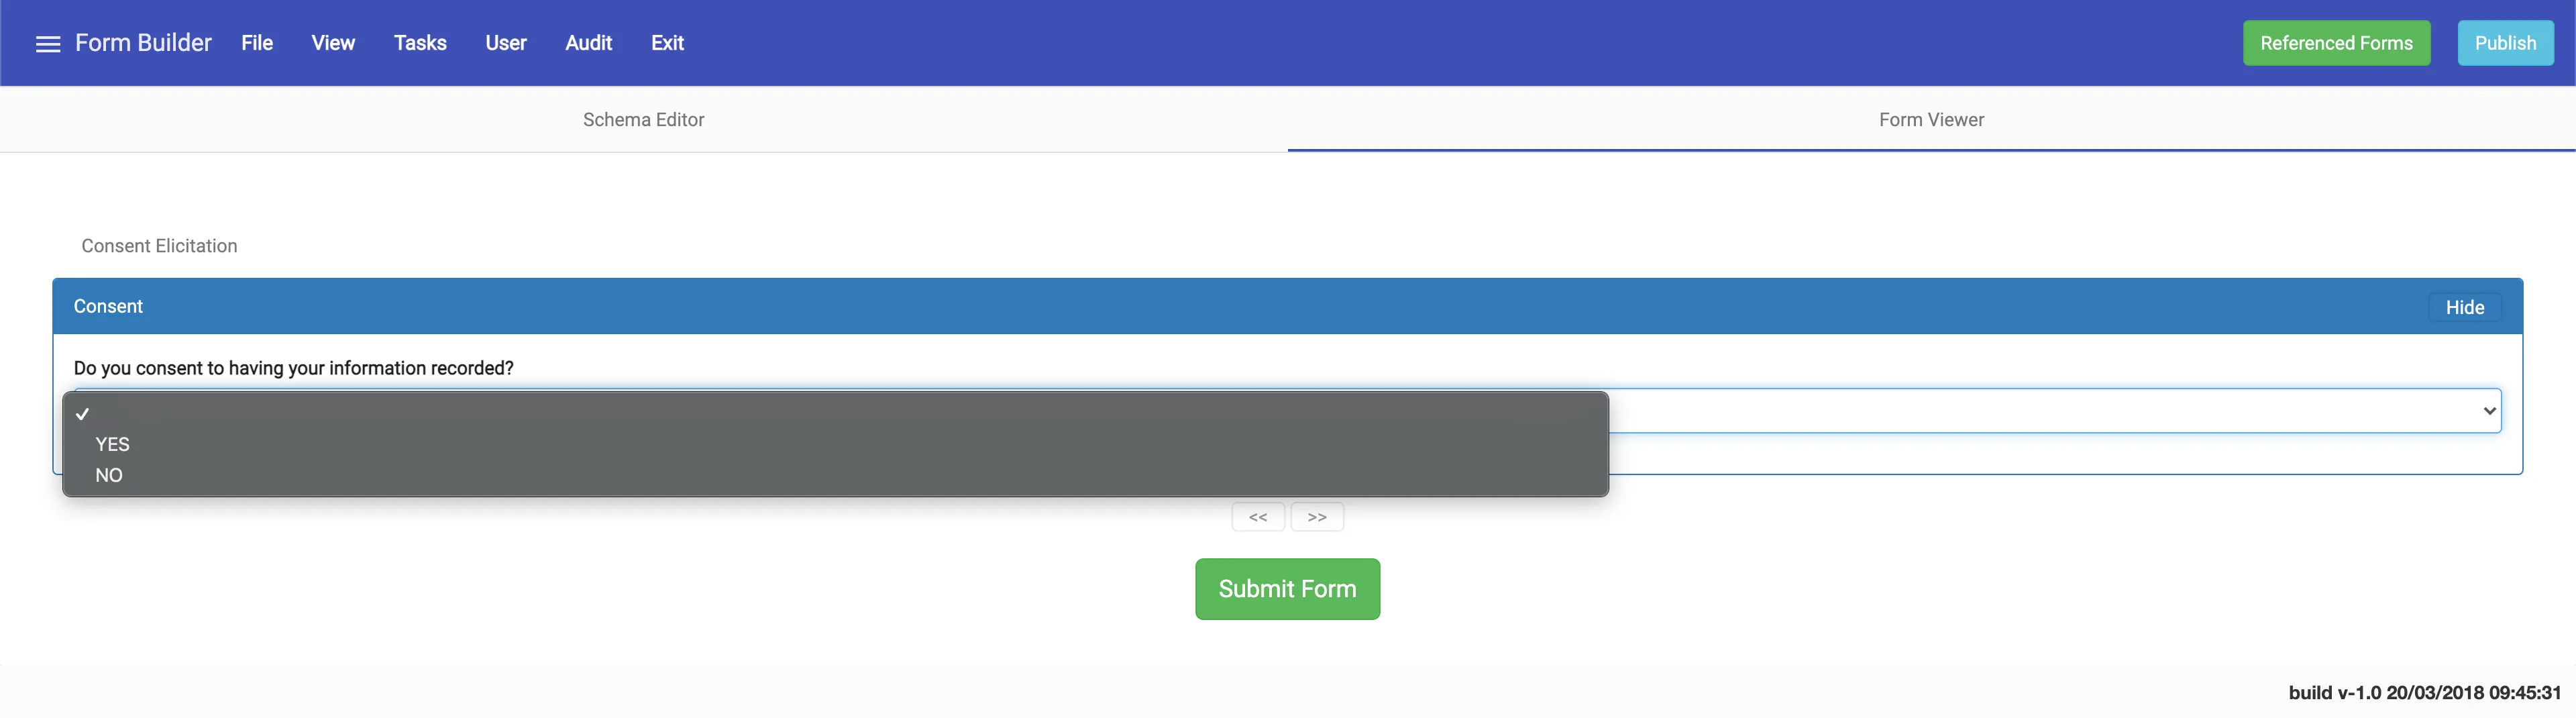 Form Builder File View Tasks User Audit Exit Referenced Forms Publish
Schema Editor Form Viewer
Consent Elicitation
Consent Hide
Do you consent to having your information recorded?
YES
NO
<< >>
Submit Form
build v-1.0 20/03/2018 09:45:31